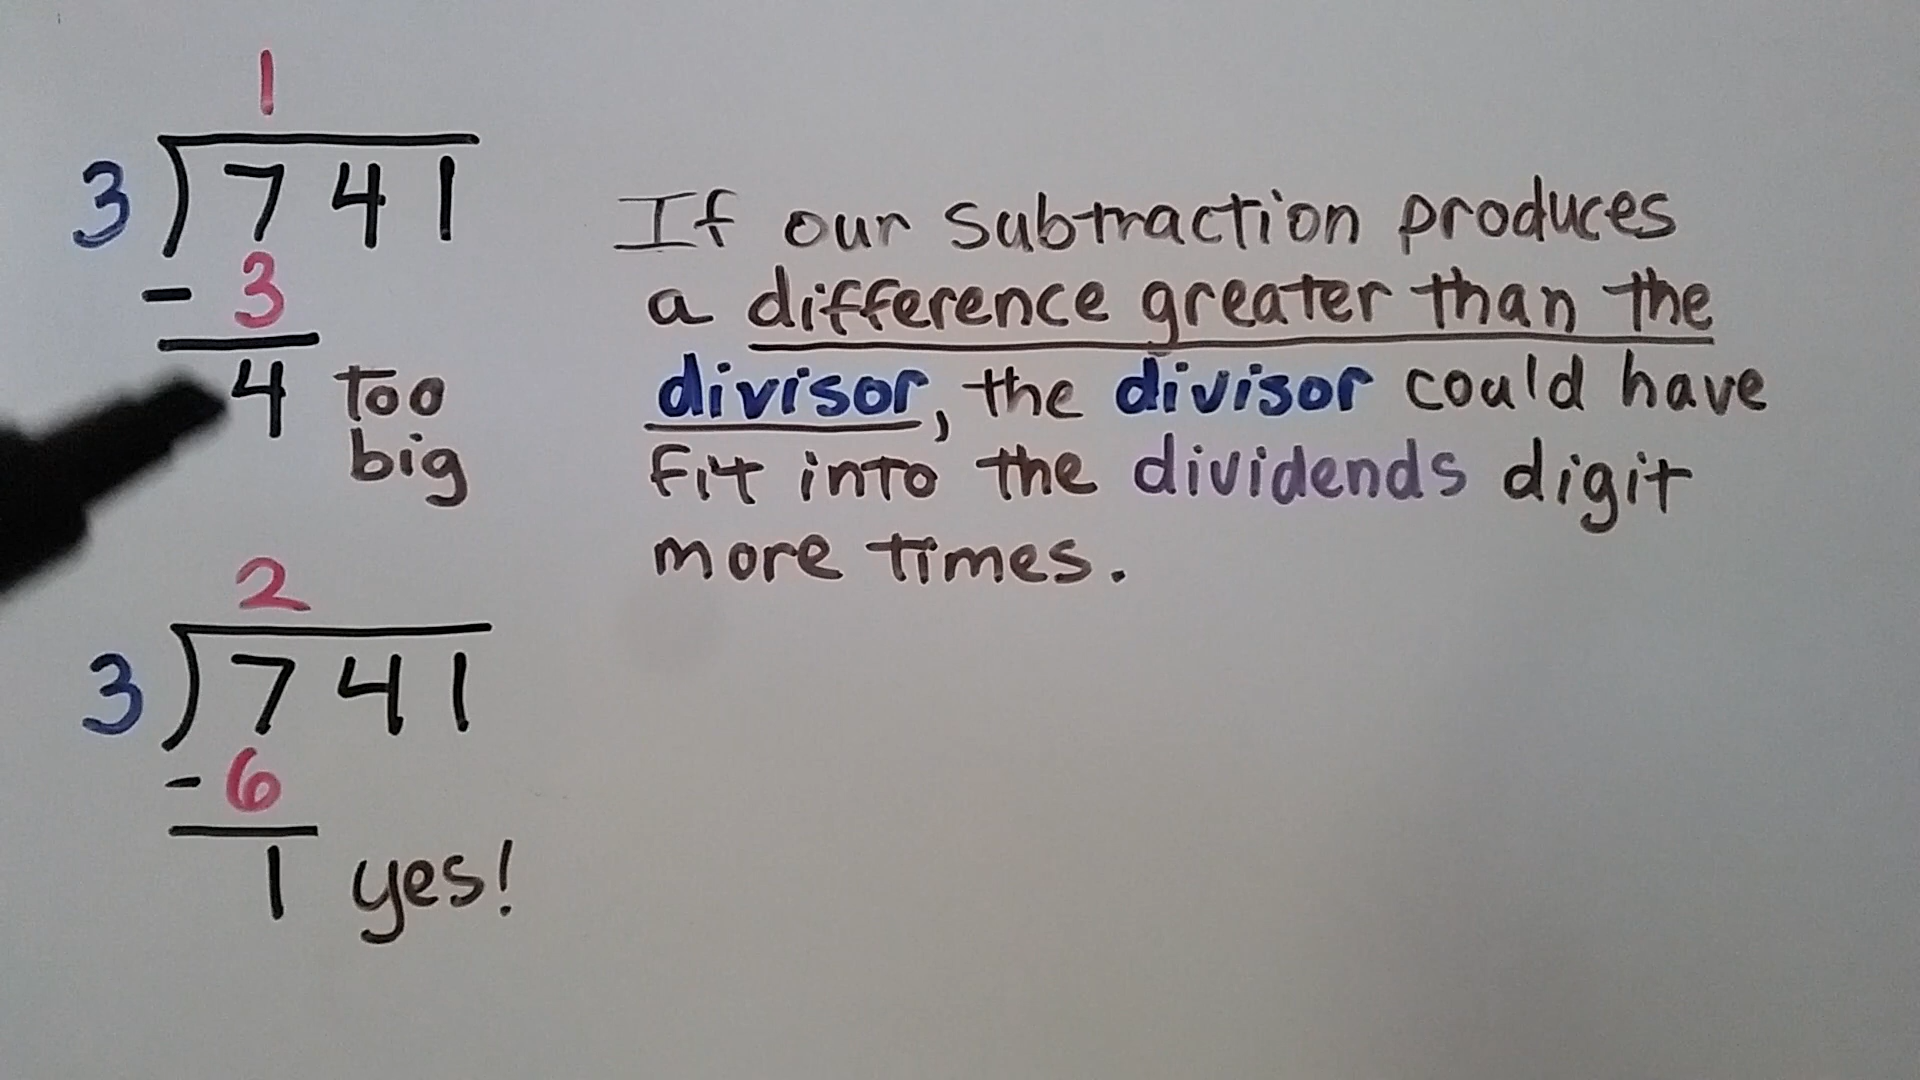 1
3) 741
- 3
4 too
big
2
3) 741
- 6
1 yes!
If our subtraction produces
a difference greater than the
divisor, the divisor could have
fit into the dividends digit
more times.